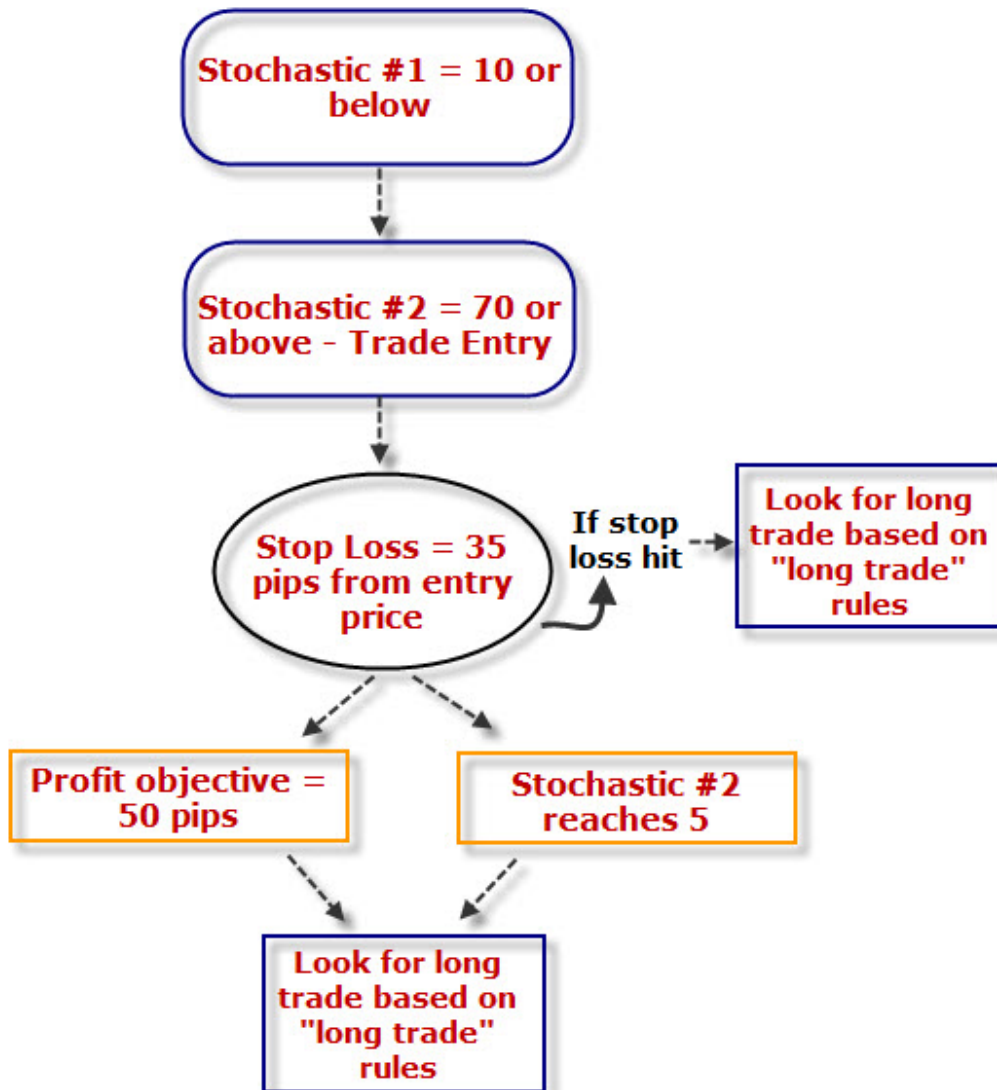 Stochastic #1 = 10 or
below
Stochastic #2 = 70 or
above - Trade Entry
Stop Loss = 35
pips from entry
price
If stop
loss hit
Look for long
trade based on
"long trade"
rules
Profit objective =
50 pips
Stochastic #2
reaches 5
Look for long
trade based on
"long trade"
rules